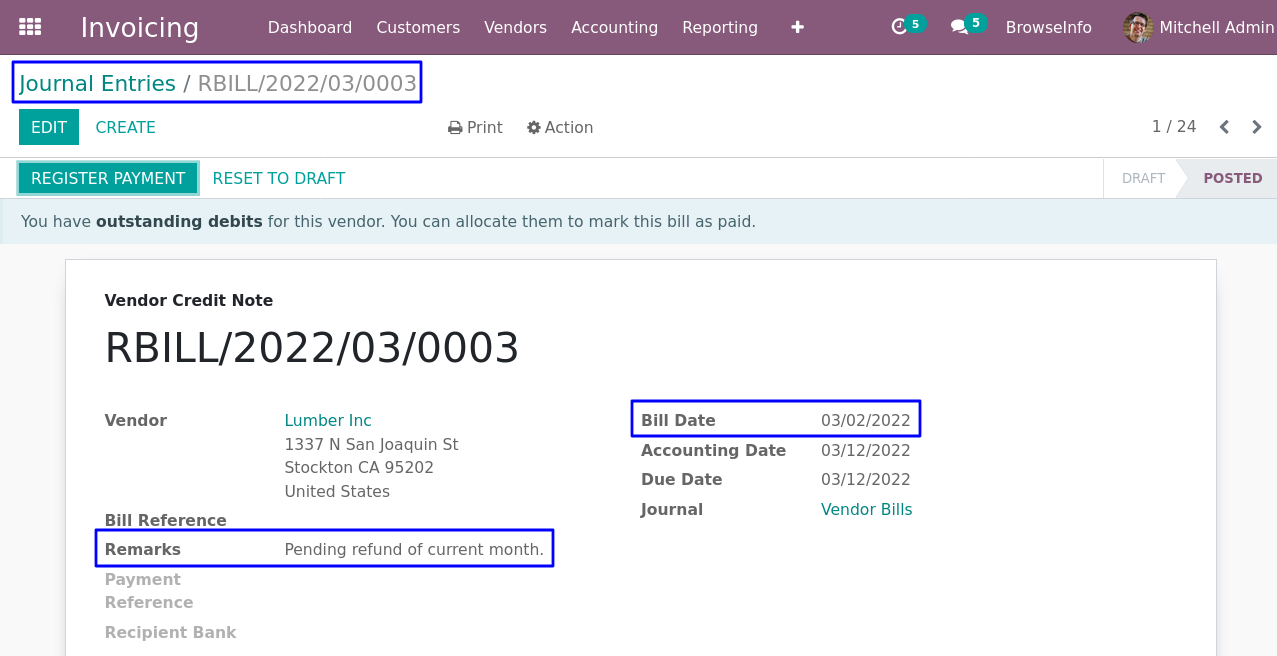 Invoicing Dashboard Customers Vendors Accounting Reporting + 5 5 BrowseInfo Mitchell Admin
Journal Entries / RBILL/2022/03/0003
EDIT CREATE Print Action 1 / 24
REGISTER PAYMENT RESET TO DRAFT DRAFT POSTED
You have outstanding debits for this vendor. You can allocate them to mark this bill as paid.
Vendor Credit Note
RBILL/2022/03/0003
Vendor Lumber Inc Bill Date 03/02/2022
1337 N San Joaquin St Accounting Date 03/12/2022
Stockton CA 95202 Due Date 03/12/2022
United States
Journal Vendor Bills
Bill Reference
Remarks Pending refund of current month.
Payment
Reference
Recipient Bank